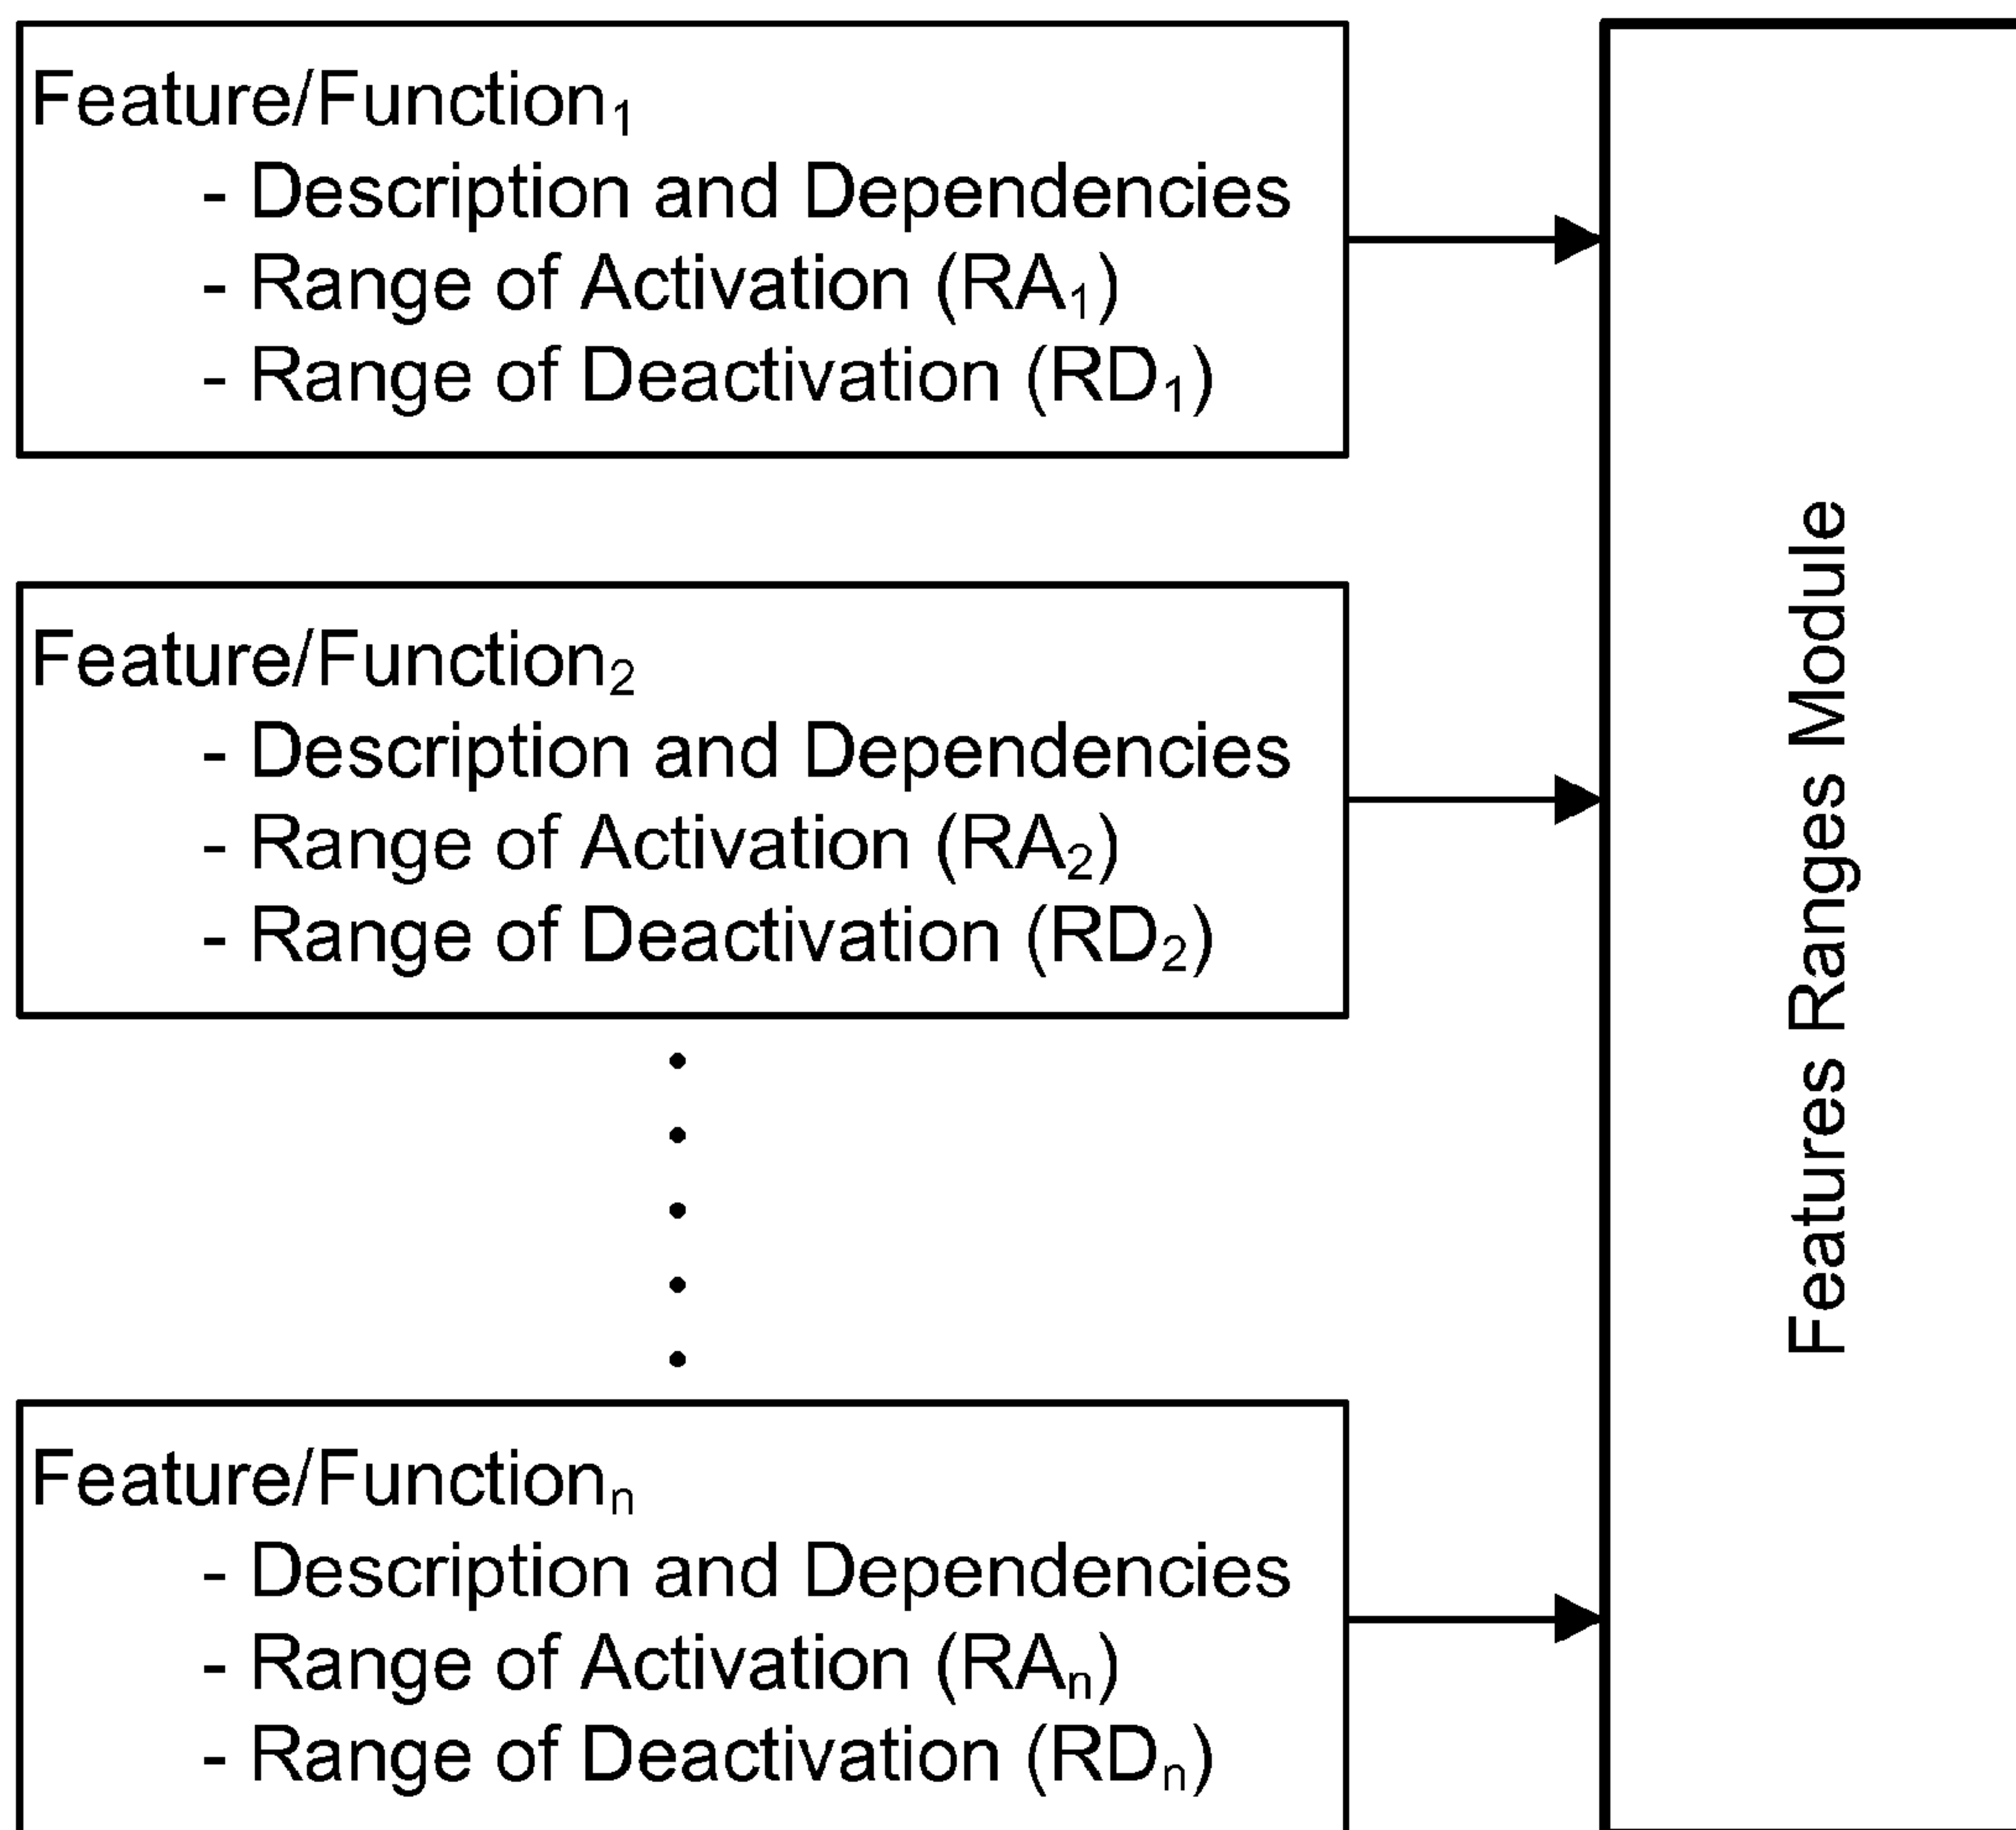 Feature/Function₁
- Description and Dependencies
- Range of Activation (RA₁)
- Range of Deactivation (RD₁)
Feature/Function₂
- Description and Dependencies
- Range of Activation (RA₂)
- Range of Deactivation (RD₂)
Feature/Functionₙ
- Description and Dependencies
- Range of Activation (RAₙ)
- Range of Deactivation (RDₙ)
Features Ranges Module